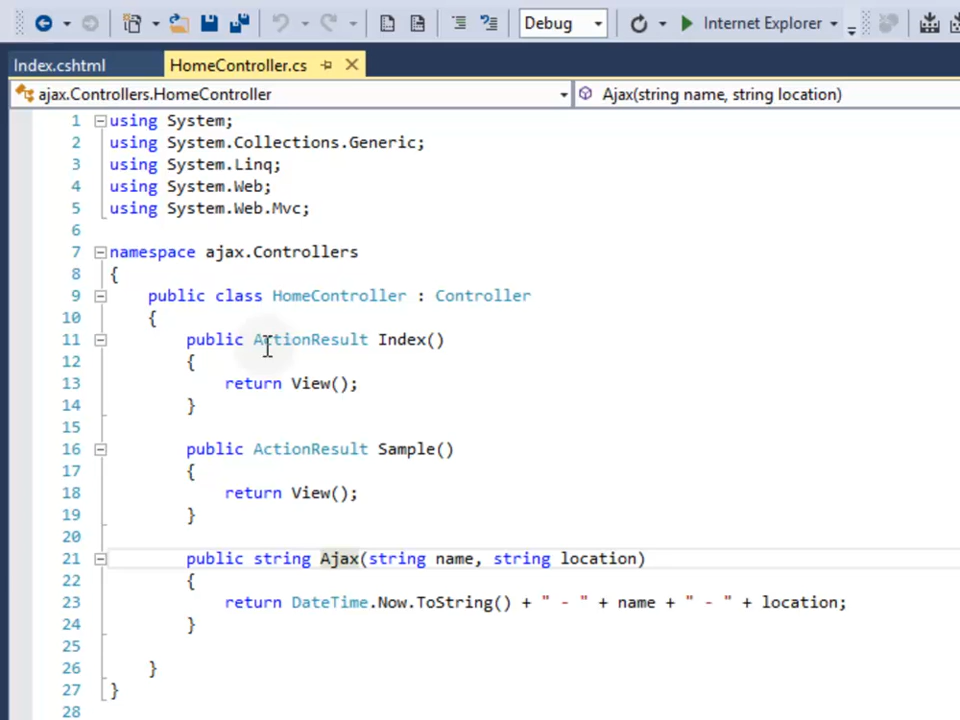 Debug Internet Explorer
Index.cshtml HomeController.cs
ajax.Controllers.HomeController Ajax(string name, string location)
1 using System;
2 using System.Collections.Generic;
3 using System.Linq;
4 using System.Web;
5 using System.Web.Mvc;
6
7 namespace ajax.Controllers
8 {
9 public class HomeController : Controller
10 {
11 public ActionResult Index()
12 {
13 return View();
14 }
15
16 public ActionResult Sample()
17 {
18 return View();
19 }
20
21 public string Ajax(string name, string location)
22 {
23 return DateTime.Now.ToString() + " - " + name + " - " + location;
24 }
25
26 }
27 }
28